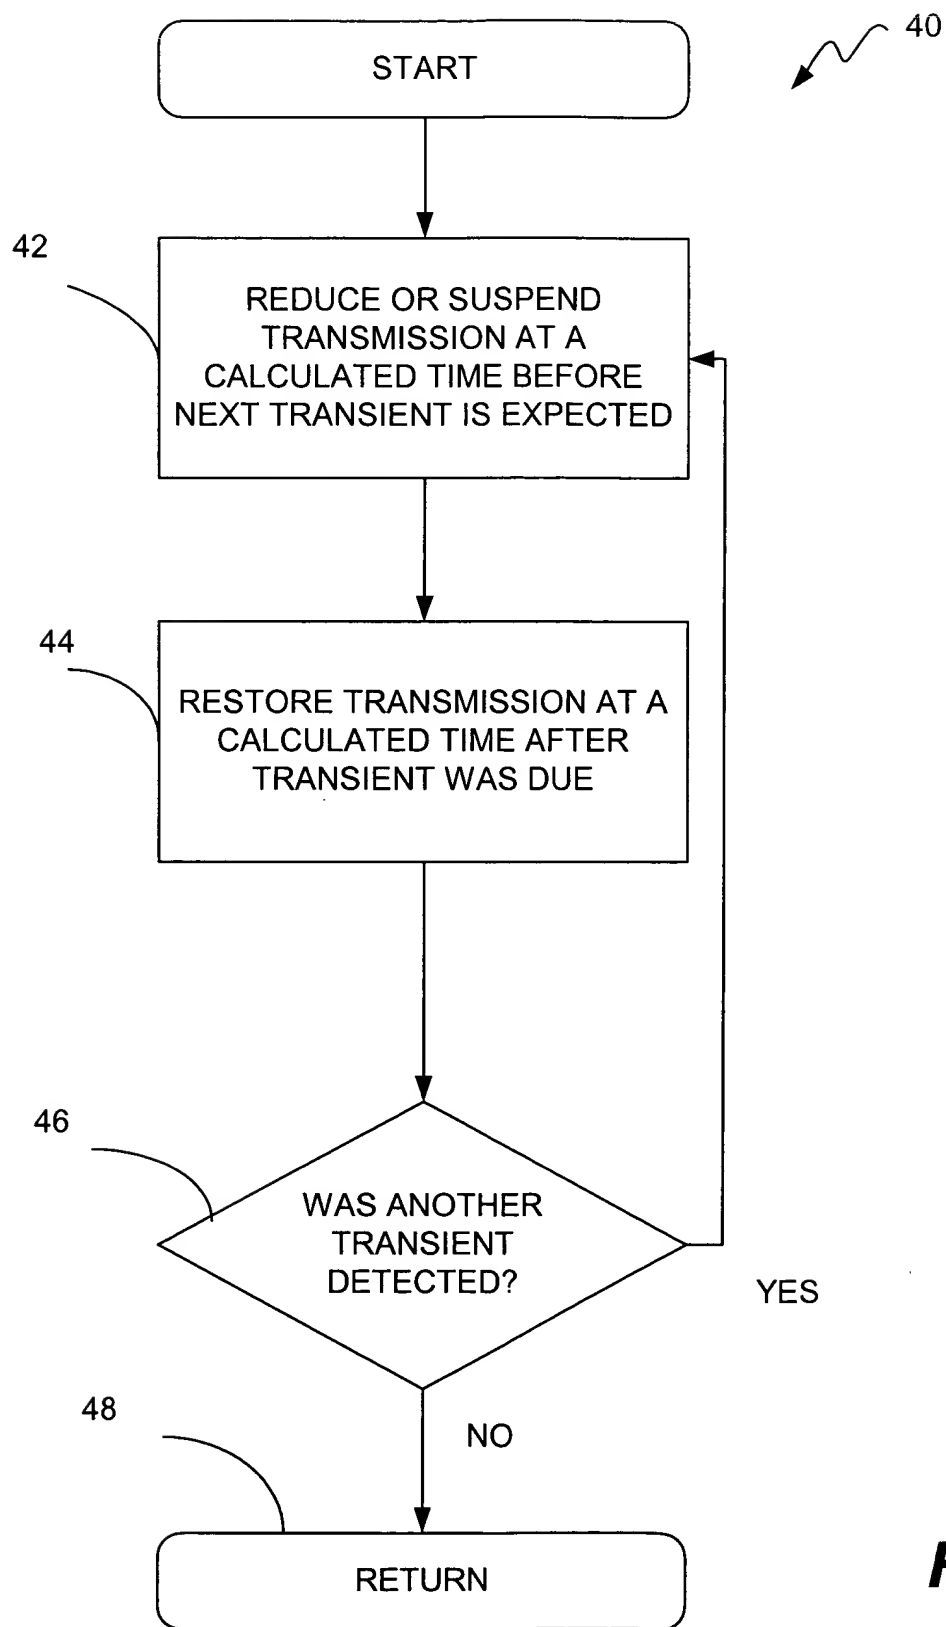 40
START
42
REDUCE OR SUSPEND
TRANSMISSION AT A
CALCULATED TIME BEFORE
NEXT TRANSIENT IS EXPECTED
44
RESTORE TRANSMISSION AT A
CALCULATED TIME AFTER
TRANSIENT WAS DUE
46
WAS ANOTHER
TRANSIENT
DETECTED?
YES
48
NO
RETURN